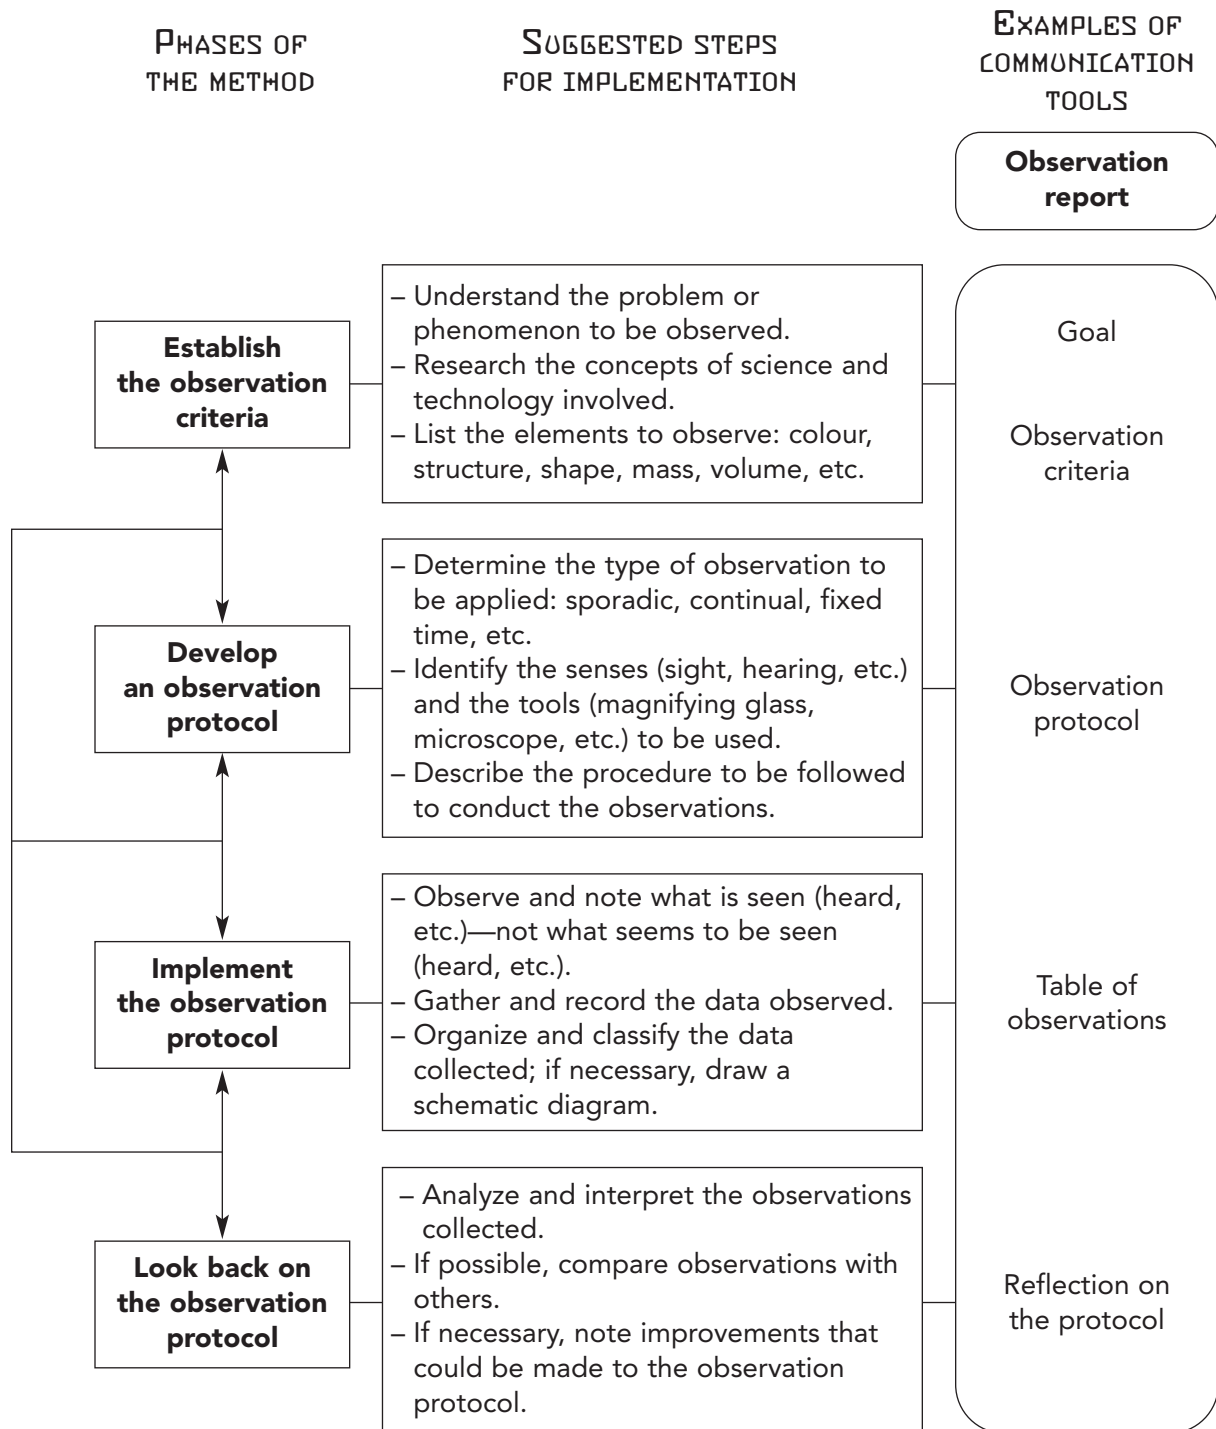 PHASES OF
THE METHOD
SUGGESTED STEPS
FOR IMPLEMENTATION
EXAMPLES OF
COMMUNICATION
TOOLS
Observation
report
Establish
the observation
criteria
– Understand the problem or
phenomenon to be observed.
– Research the concepts of science and
technology involved.
– List the elements to observe: colour,
structure, shape, mass, volume, etc.
Goal
Observation
criteria
Develop
an observation
protocol
– Determine the type of observation to
be applied: sporadic, continual, fixed
time, etc.
– Identify the senses (sight, hearing, etc.)
and the tools (magnifying glass,
microscope, etc.) to be used.
– Describe the procedure to be followed
to conduct the observations.
Observation
protocol
Implement
the observation
protocol
– Observe and note what is seen (heard,
etc.)—not what seems to be seen
(heard, etc.).
– Gather and record the data observed.
– Organize and classify the data
collected; if necessary, draw a
schematic diagram.
Table of
observations
Look back on
the observation
protocol
– Analyze and interpret the observations
collected.
– If possible, compare observations with
others.
– If necessary, note improvements that
could be made to the observation
protocol.
Reflection on
the protocol